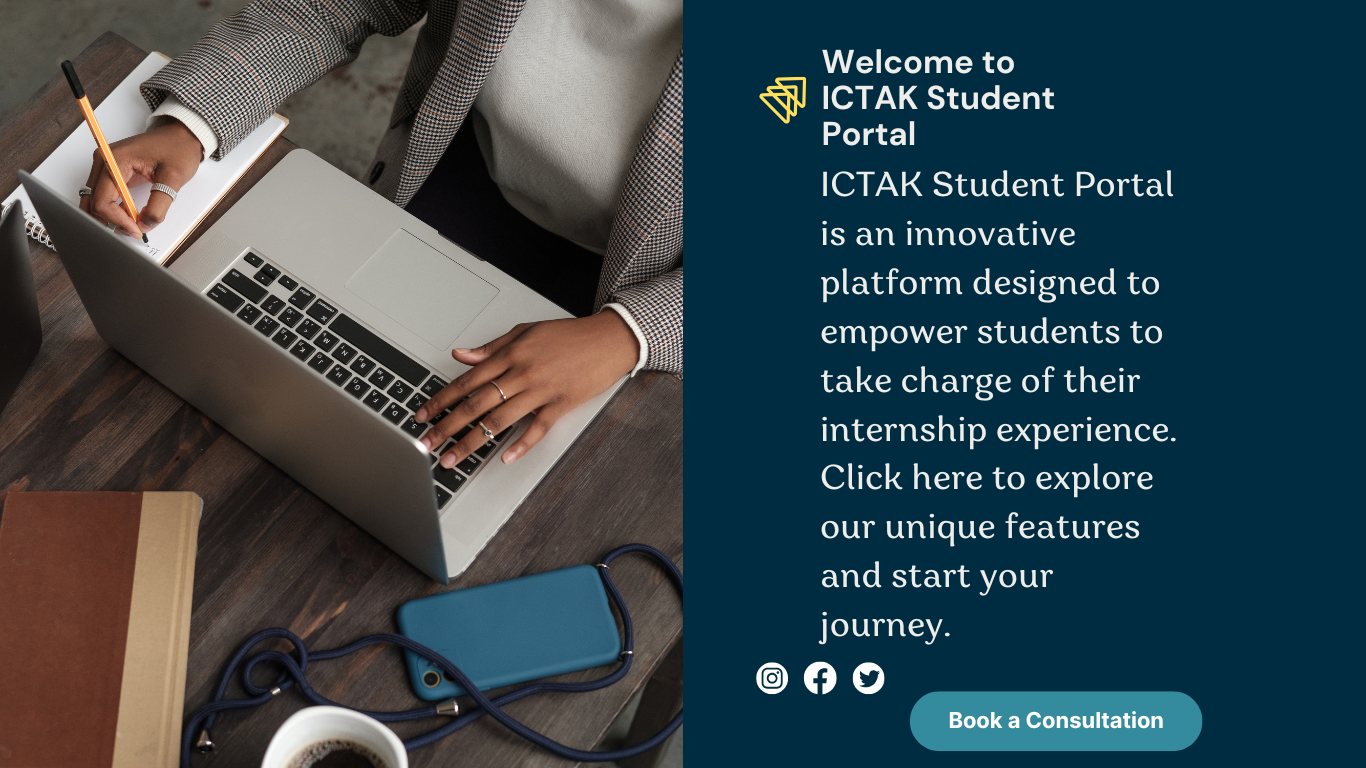 Welcome to
ICTAK Student
Portal
ICTAK Student Portal
is an innovative
platform designed to
empower students to
take charge of their
internship experience.
Click here to explore
our unique features
and start your
journey.
Book a Consultation